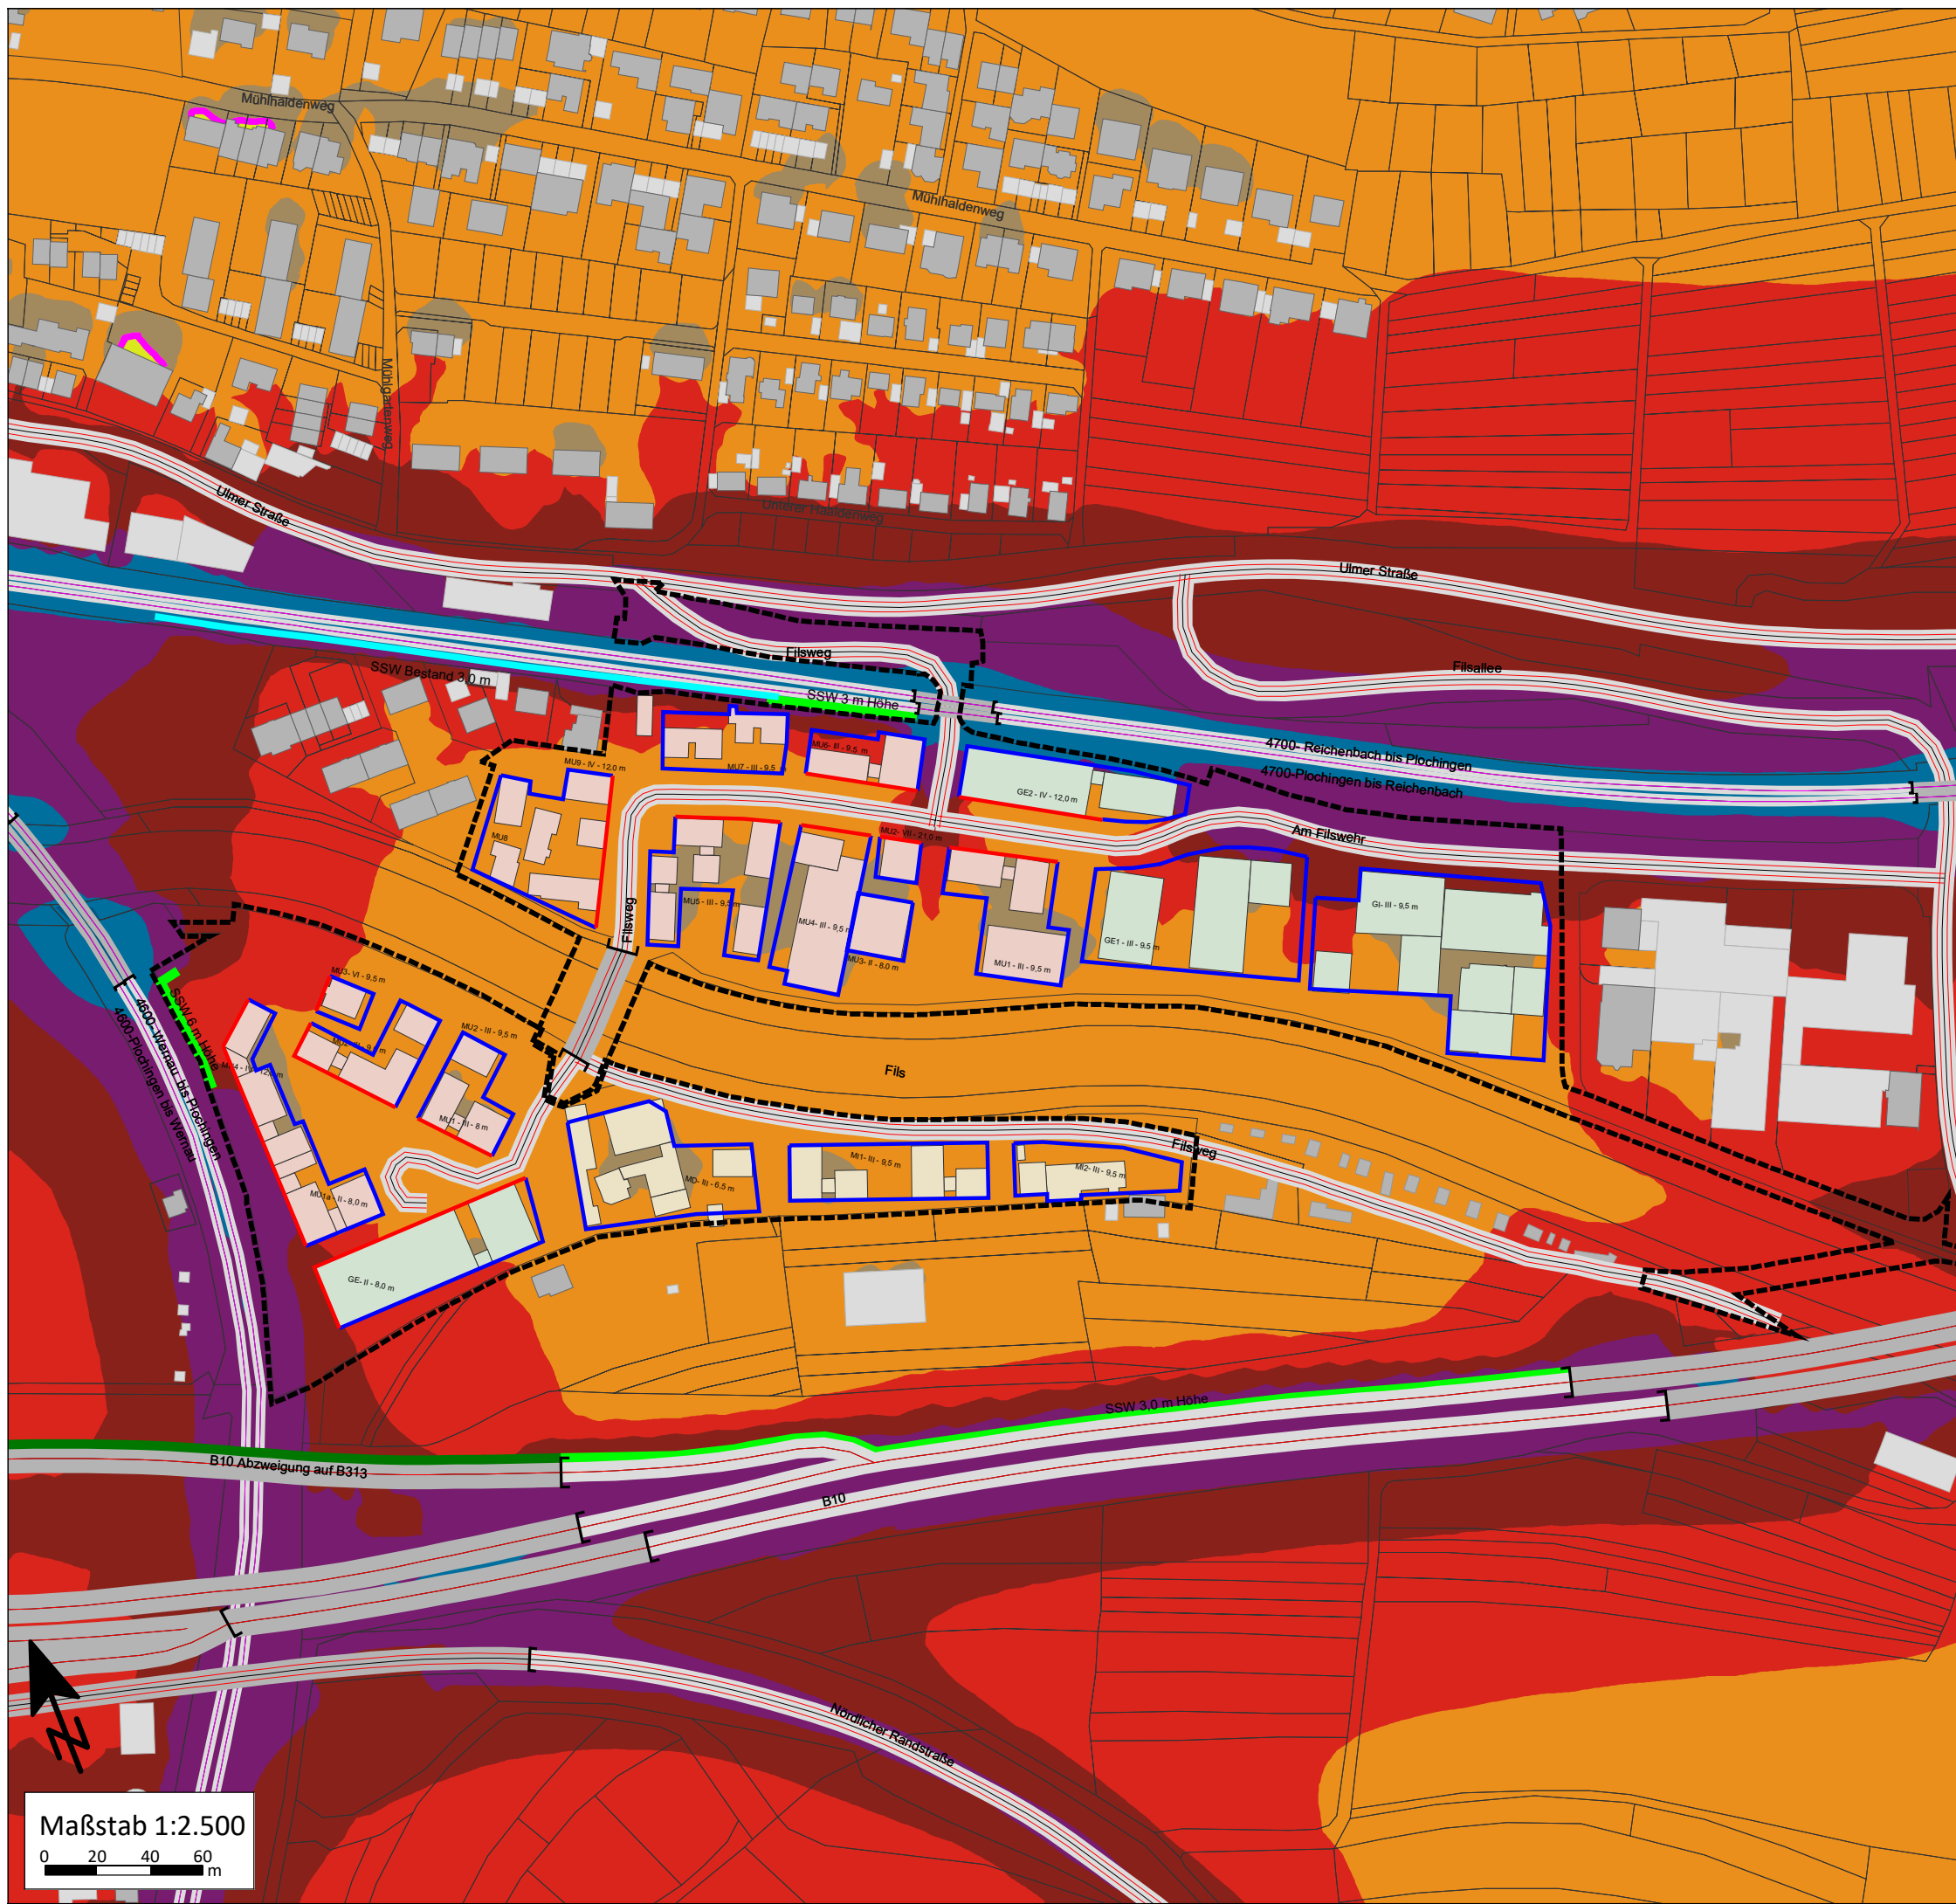 Mühlhaldenweg
Mühlhaldenweg
Mühlgartenweg
Ulmer Straße
Unterer Haaldenweg
Ulmer Straße
Filsweg
Filsallee
SSW Bestand 3,0 m
SSW 3 m Höhe
4700- Reichenbach bis Plochingen
4700-Plochingen bis Reichenbach
MU9 - IV - 12,0 m
MU7 - III - 9,5
MU6- III - 9,5 m
GE2 - IV - 12,0 m
MU8
MU2- VII - 21,0 m
Am Filswehr
Filsweg
MU5 - III - 9,5 m
MU4- III - 9,5 m
MU3- II - 8.0 m
MU1 - III - 9,5 m
GE1 - III - 9.5 m
GI- III - 9,5 m
MU3- VI - 9.5 m
MU2 - III - 9,5 m
SSW 6 m Höhe
4600- Wernau bis Plochingen
4600-Plochingen bis Wernau
MU1 - III - 8 m
MU1a - II - 8,0 m
GE- II - 8,0 m
Fils
Filsweg
MD- III - 6,5 m
MI1- III - 9,5 m
MI2- III - 9,5 m
SSW 3,0 m Höhe
B10 Abzweigung auf B313
B10
Nördlicher Randstraße
Maßstab 1:2.500
0 20 40 60
m